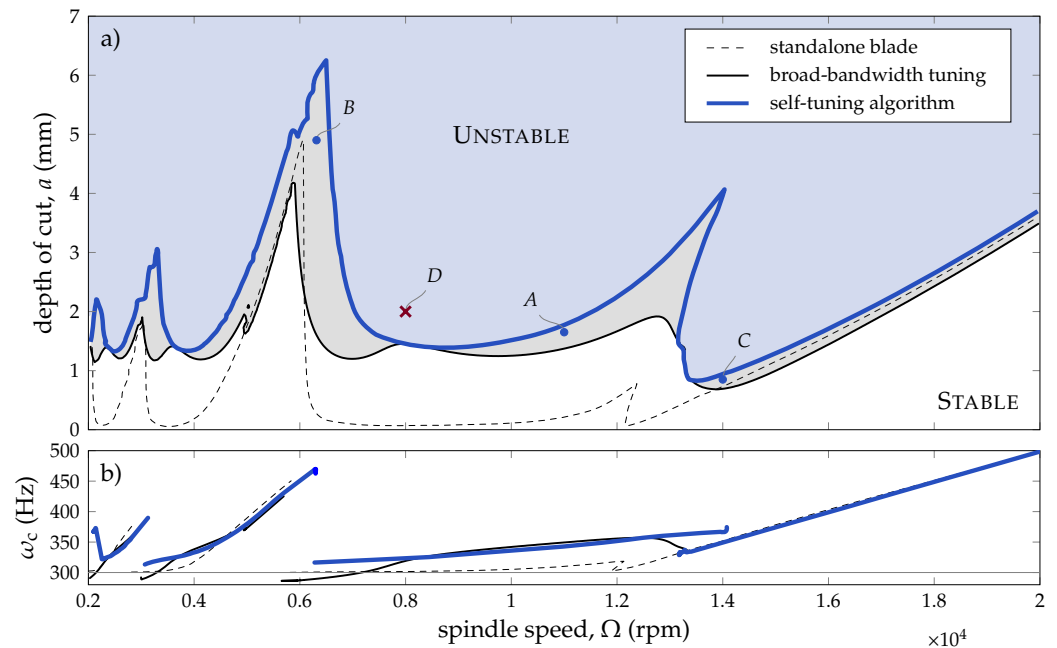 a)
7
6
5
4
3
2
1
0
depth of cut, a (mm)
standalone blade
broad-bandwidth tuning
self-tuning algorithm
UNSTABLE
B
D
A
C
STABLE
b)
500
450
400
350
300
ωc (Hz)
0.2 0.4 0.6 0.8 1 1.2 1.4 1.6 1.8 2
spindle speed, Ω (rpm)
×10⁴